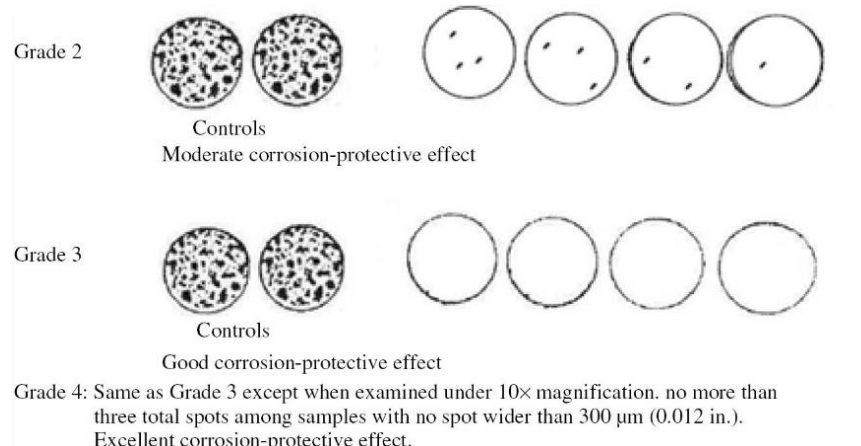 Grade 2
Controls
Moderate corrosion-protective effect
Grade 3
Controls
Good corrosion-protective effect
Grade 4: Same as Grade 3 except when examined under 10× magnification. no more than
three total spots among samples with no spot wider than 300 μm (0.012 in.).
Excellent corrosion-protective effect.